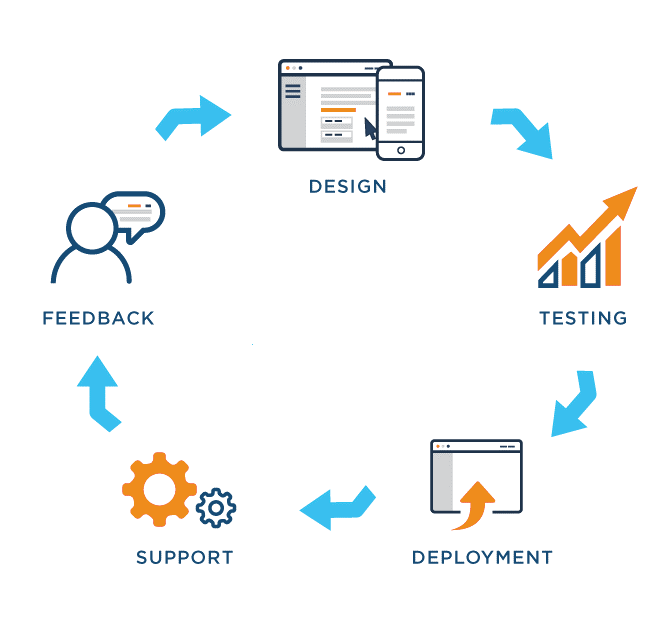 DESIGN
TESTING
DEPLOYMENT
SUPPORT
FEEDBACK